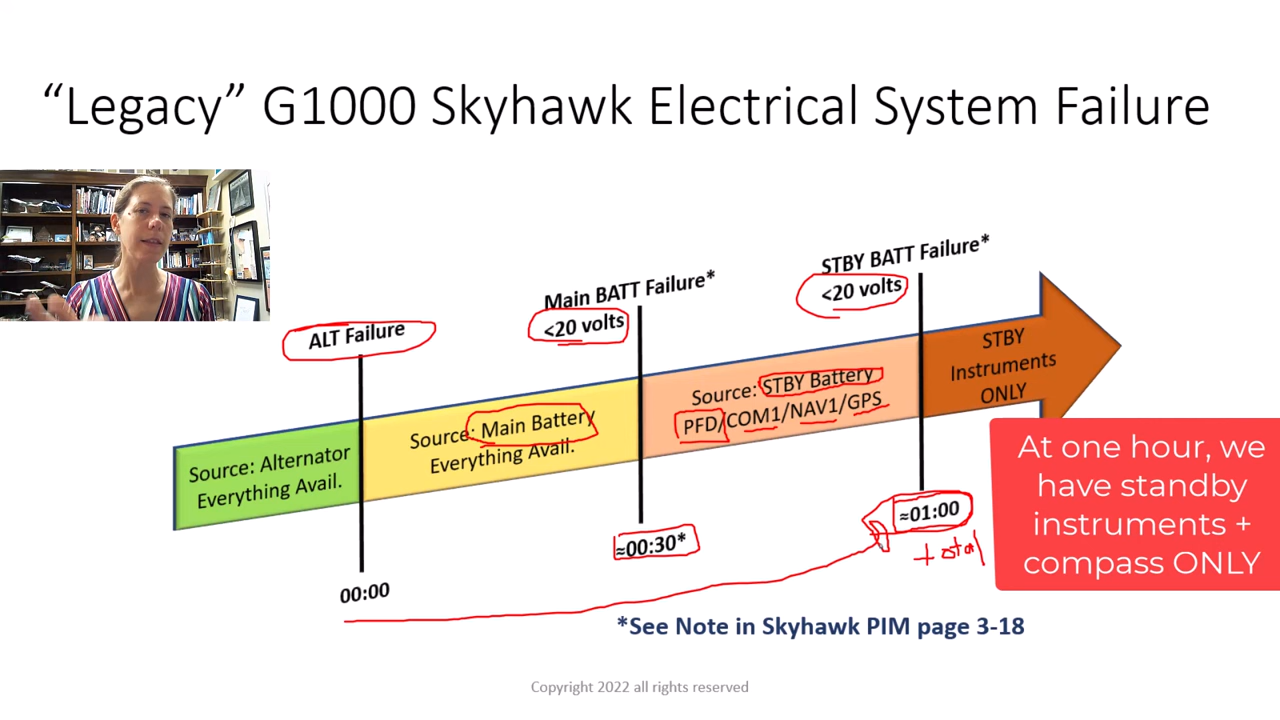 “Legacy” G1000 Skyhawk Electrical System Failure
STBY BATT Failure*
<20 volts
Main BATT Failure*
<20 volts
ALT Failure
Source: Alternator
Everything Avail.
Source: Main Battery
Everything Avail.
Source: STBY Battery
PFD/COM1/NAV1/GPS
STBY
Instruments
ONLY
00:00
≈00:30*
≈01:00
total
At one hour, we
have standby
instruments +
compass ONLY
*See Note in Skyhawk PIM page 3-18
Copyright 2022 all rights reserved